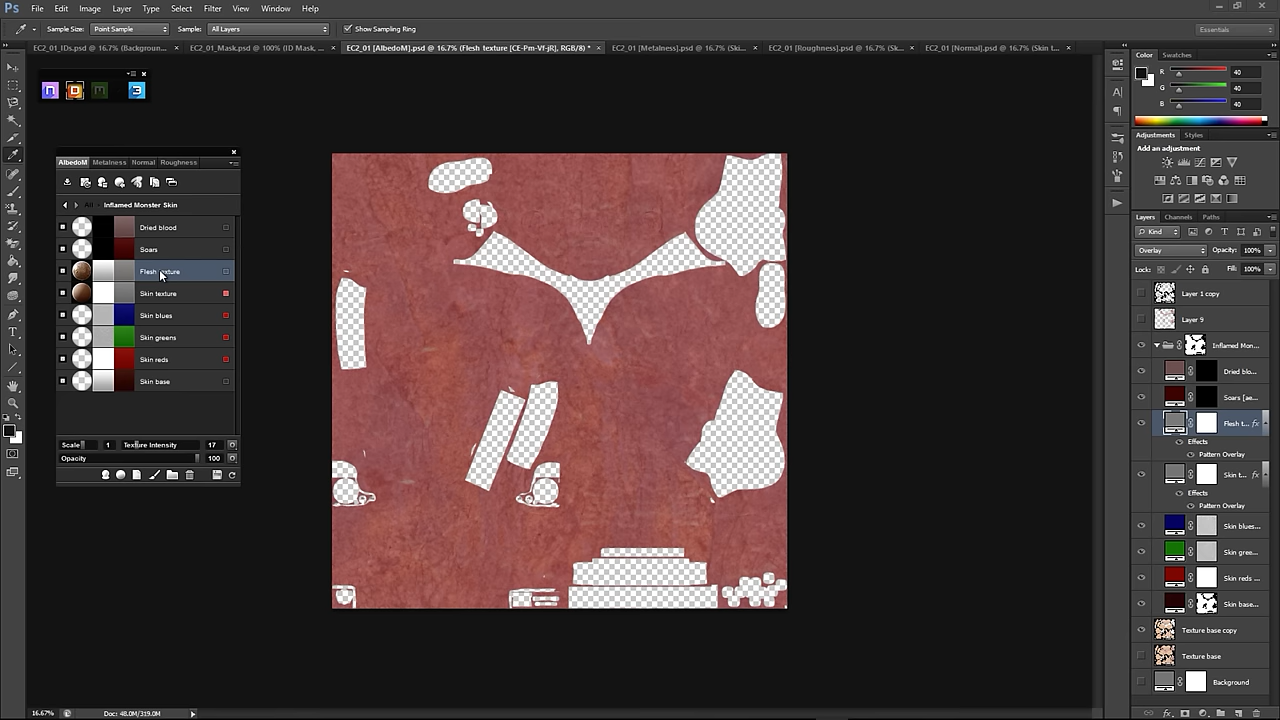 Ps File Edit Image Layer Type Select Filter View Window Help
Sample Size: Point Sample Sample: All Layers Show Sampling Ring Essentials
EC2_01_IDs.psd @ 16.7% (Backgroun... × EC2_01_Mask.psd @ 100% (ID Mask, ... × EC2_01 [AlbedoM].psd @ 16.7% (Flesh texture [CE-Pm-Vf-jR], RGB/8) * × EC2_01 [Metalness].psd @ 16.7% (Ski... × EC2_01 [Roughness].psd @ 16.7% (Sk... × EC2_01 [Normal].psd @ 16.7% (Skin t... ×
AlbedoM Metalness Normal Roughness
All Inflamed Monster Skin
Dried blood
Soars
Flesh texture
Skin texture
Skin blues
Skin greens
Skin reds
Skin base
Scale 1 Texture Intensity 17
Opacity 100
Color Swatches
R 40
G 40
B 40
Adjustments Styles
Add an adjustment
Layers Channels Paths
Kind
Overlay Opacity: 100%
Lock: Fill: 100%
Layer 1 copy
Layer 9
Inflamed Mon...
Dried blo...
Soars [ae...
Flesh t... fx
Effects
Pattern Overlay
Skin t... fx
Effects
Pattern Overlay
Skin blues...
Skin gree...
Skin reds ...
Skin base...
Texture base copy
Texture base
Background
16.67% Doc: 48.0M/319.0M